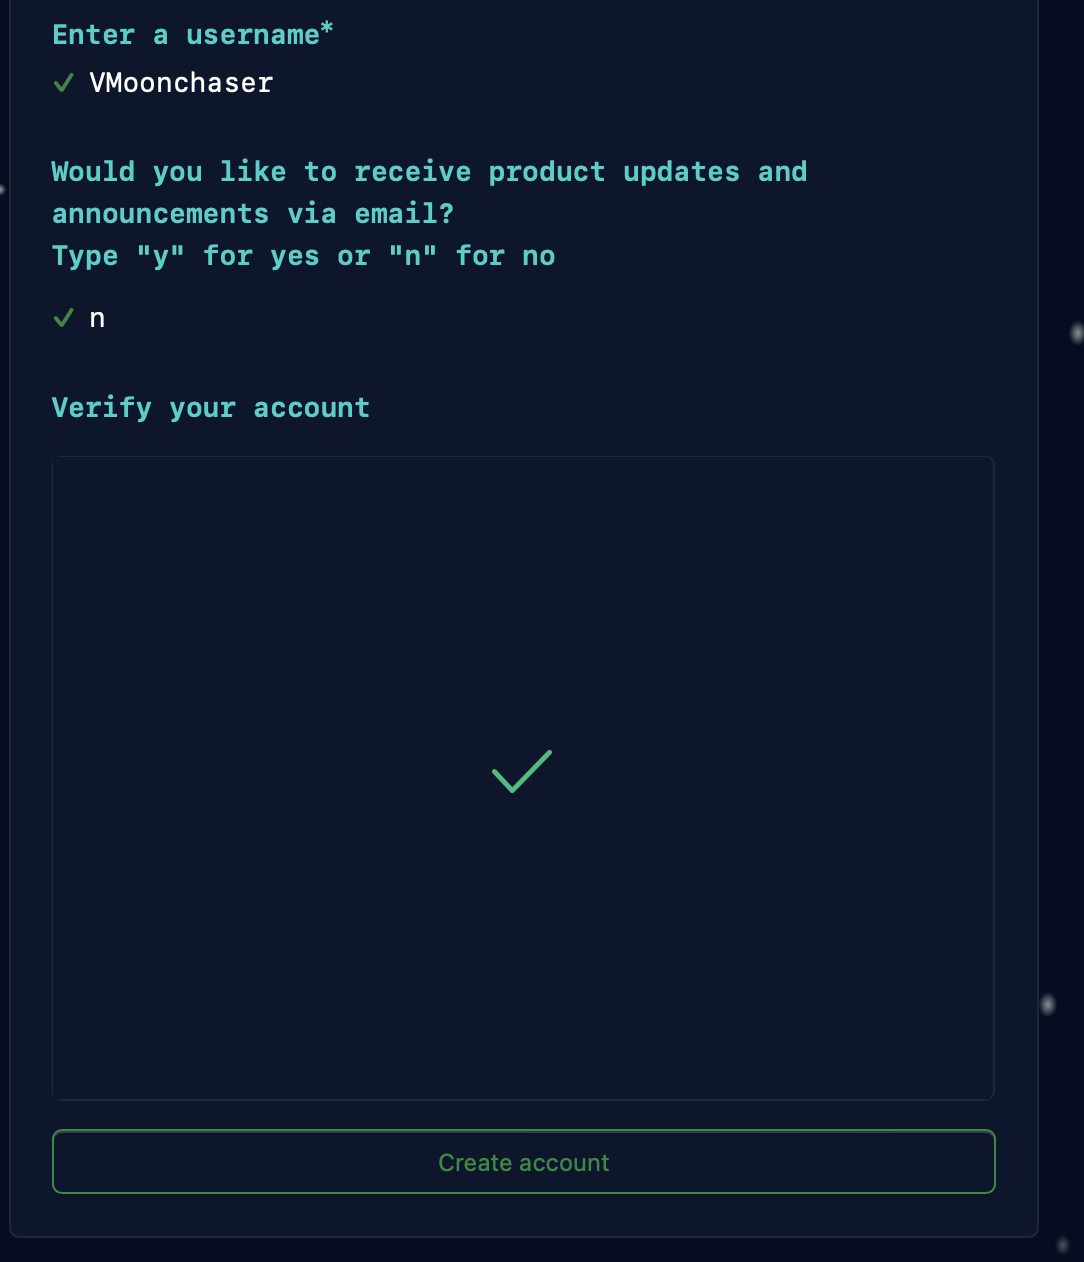 Enter a username*
VMoonchaser
Would you like to receive product updates and
announcements via email?
Type "y" for yes or "n" for no
n
Verify your account
Create account